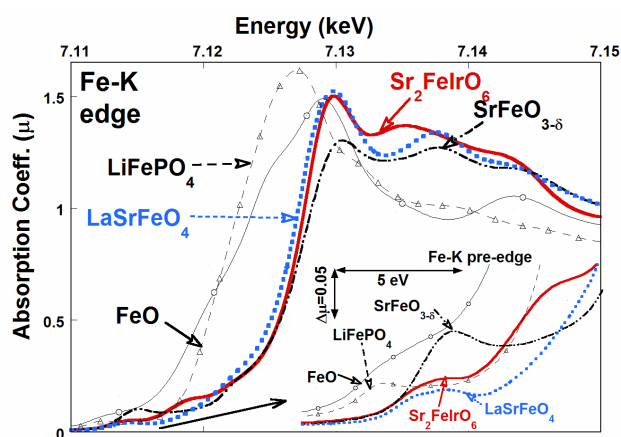 Energy (keV)
7.11 7.12 7.13 7.14 7.15
Absorption Coeff. (μ)
1.5
1
0.5
0
Fe-K
edge
Sr₂FeIrO₆
SrFeO₃₋δ
LiFePO₄
LaSrFeO₄
FeO
Fe-K pre-edge
5 eV
Δμ=0.05
SrFeO₃₋δ
LiFePO₄
FeO
Sr₂FeIrO₆
LaSrFeO₄